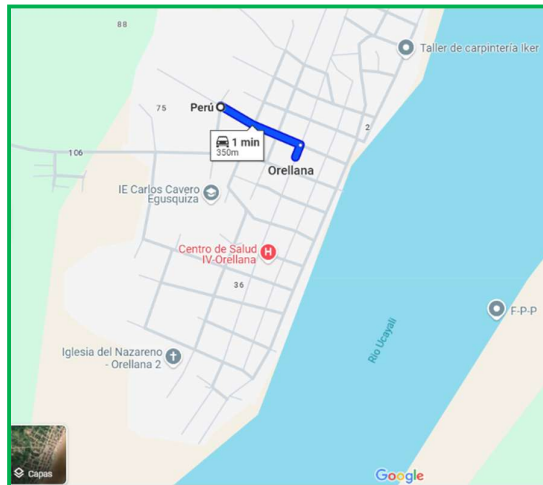 88
Taller de carpintería Iker
Perú
75
2
1 min
350m
106
Orellana
IE Carlos Cavero
Egusquiza
Centro de Salud
IV-Orellana
H
36
F-P-P
Río Ucayali
Iglesia del Nazareno
- Orellana 2
Capas
Google